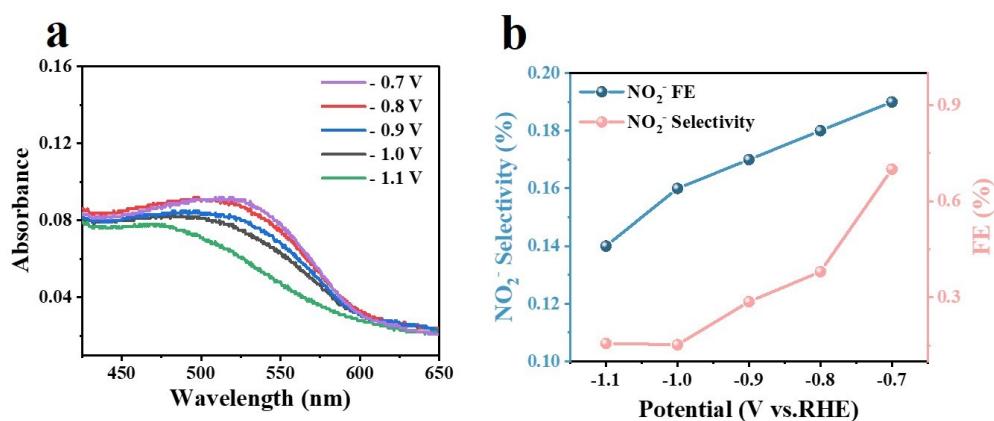 a
0.16
0.12
0.08
0.04
Absorbance
- 0.7 V
- 0.8 V
- 0.9 V
- 1.0 V
- 1.1 V
450
500
550
600
650
Wavelength (nm)
b
0.20
0.18
0.16
0.14
0.12
0.10
NO₂⁻ Selectivity (%)
NO₂⁻ FE
NO₂⁻ Selectivity
0.9
0.6
0.3
FE (%)
-1.1
-1.0
-0.9
-0.8
-0.7
Potential (V vs.RHE)